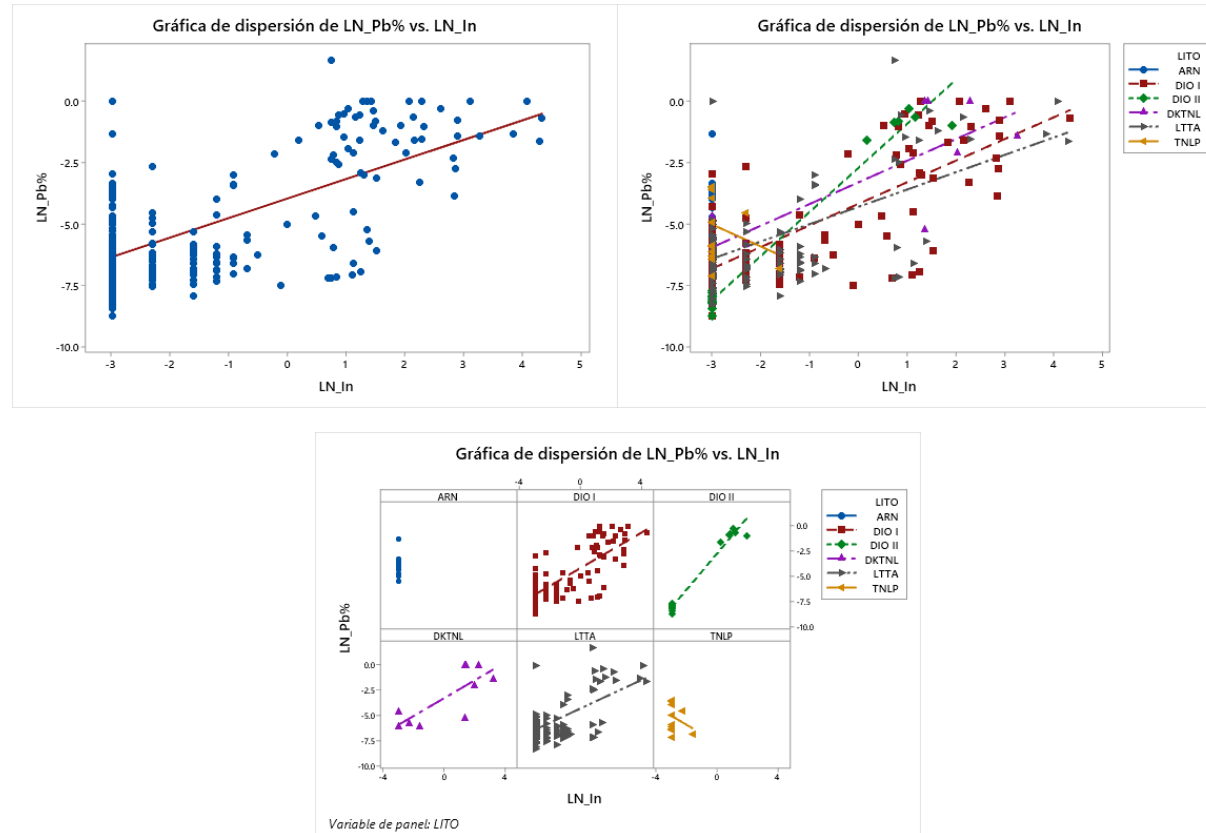 Gráfica de dispersión de LN_Pb% vs. LN_In
LN_Pb%
0.0
-2.5
-5.0
-7.5
-10.0
-3 -2 -1 0 1 2 3 4 5
LN_In
Gráfica de dispersión de LN_Pb% vs. LN_In
LN_Pb%
0.0
-2.5
-5.0
-7.5
-10.0
-3 -2 -1 0 1 2 3 4 5
LN_In
LITO
ARN
DIO I
DIO II
DKTNL
LTTA
TNLP
Gráfica de dispersión de LN_Pb% vs. LN_In
-4 0 4
ARN DIO I DIO II
0.0
-2.5
-5.0
-7.5
-10.0
LN_Pb%
DKTNL LTTA TNLP
0.0
-2.5
-5.0
-7.5
-10.0
-4 0 4 -4 0 4
LN_In
LITO
ARN
DIO I
DIO II
DKTNL
LTTA
TNLP
Variable de panel: LITO